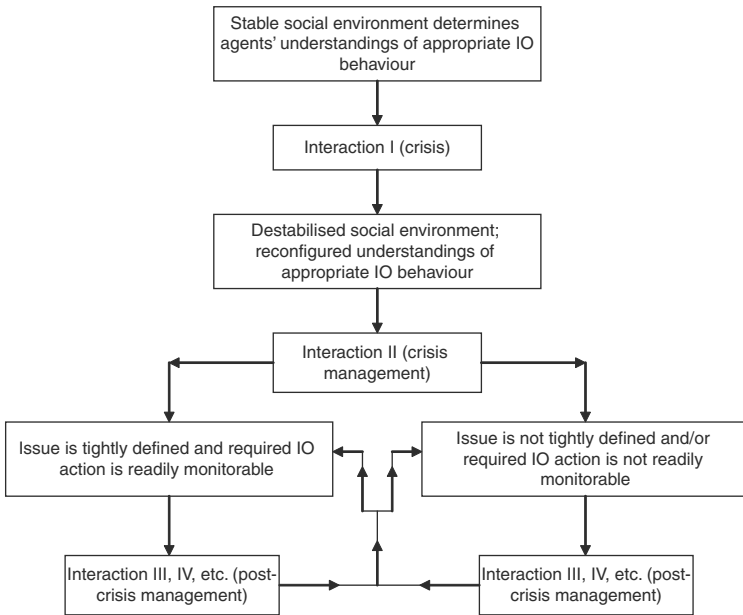 Stable social environment determines
agents’ understandings of appropriate IO
behaviour
Interaction I (crisis)
Destabilised social environment;
reconfigured understandings of
appropriate IO behaviour
Interaction II (crisis
management)
Issue is tightly defined and required IO
action is readily monitorable
Issue is not tightly defined and/or
required IO action is not readily
monitorable
Interaction III, IV, etc. (post-
crisis management)
Interaction III, IV, etc. (post-
crisis management)